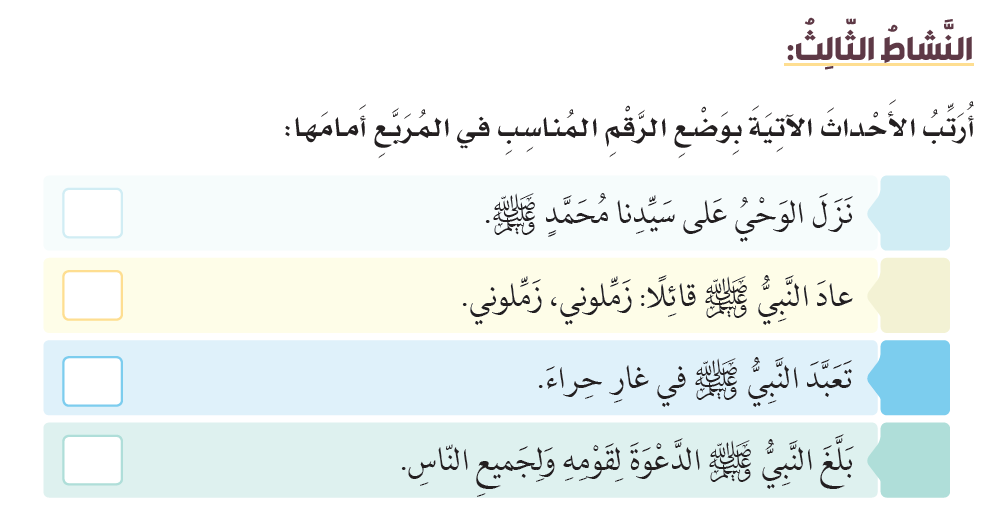 النَّشاطُ الثّالِثُ:
أُرَتِّبُ الأَحْداثَ الآتِيَةَ بِوَضْعِ الرَّقْمِ المُناسِبِ في المُرَبَّعِ أَمامَها:
نَزَلَ الوَحْيُ عَلى سَيِّدِنا مُحَمَّدٍ ﷺ.
عادَ النَّبِيُّ ﷺ قائِلًا: زَمِّلوني، زَمِّلوني.
تَعَبَّدَ النَّبِيُّ ﷺ في غارِ حِراءَ.
بَلَّغَ النَّبِيُّ ﷺ الدَّعْوَةَ لِقَوْمِهِ وَلِجَميعِ النّاسِ.